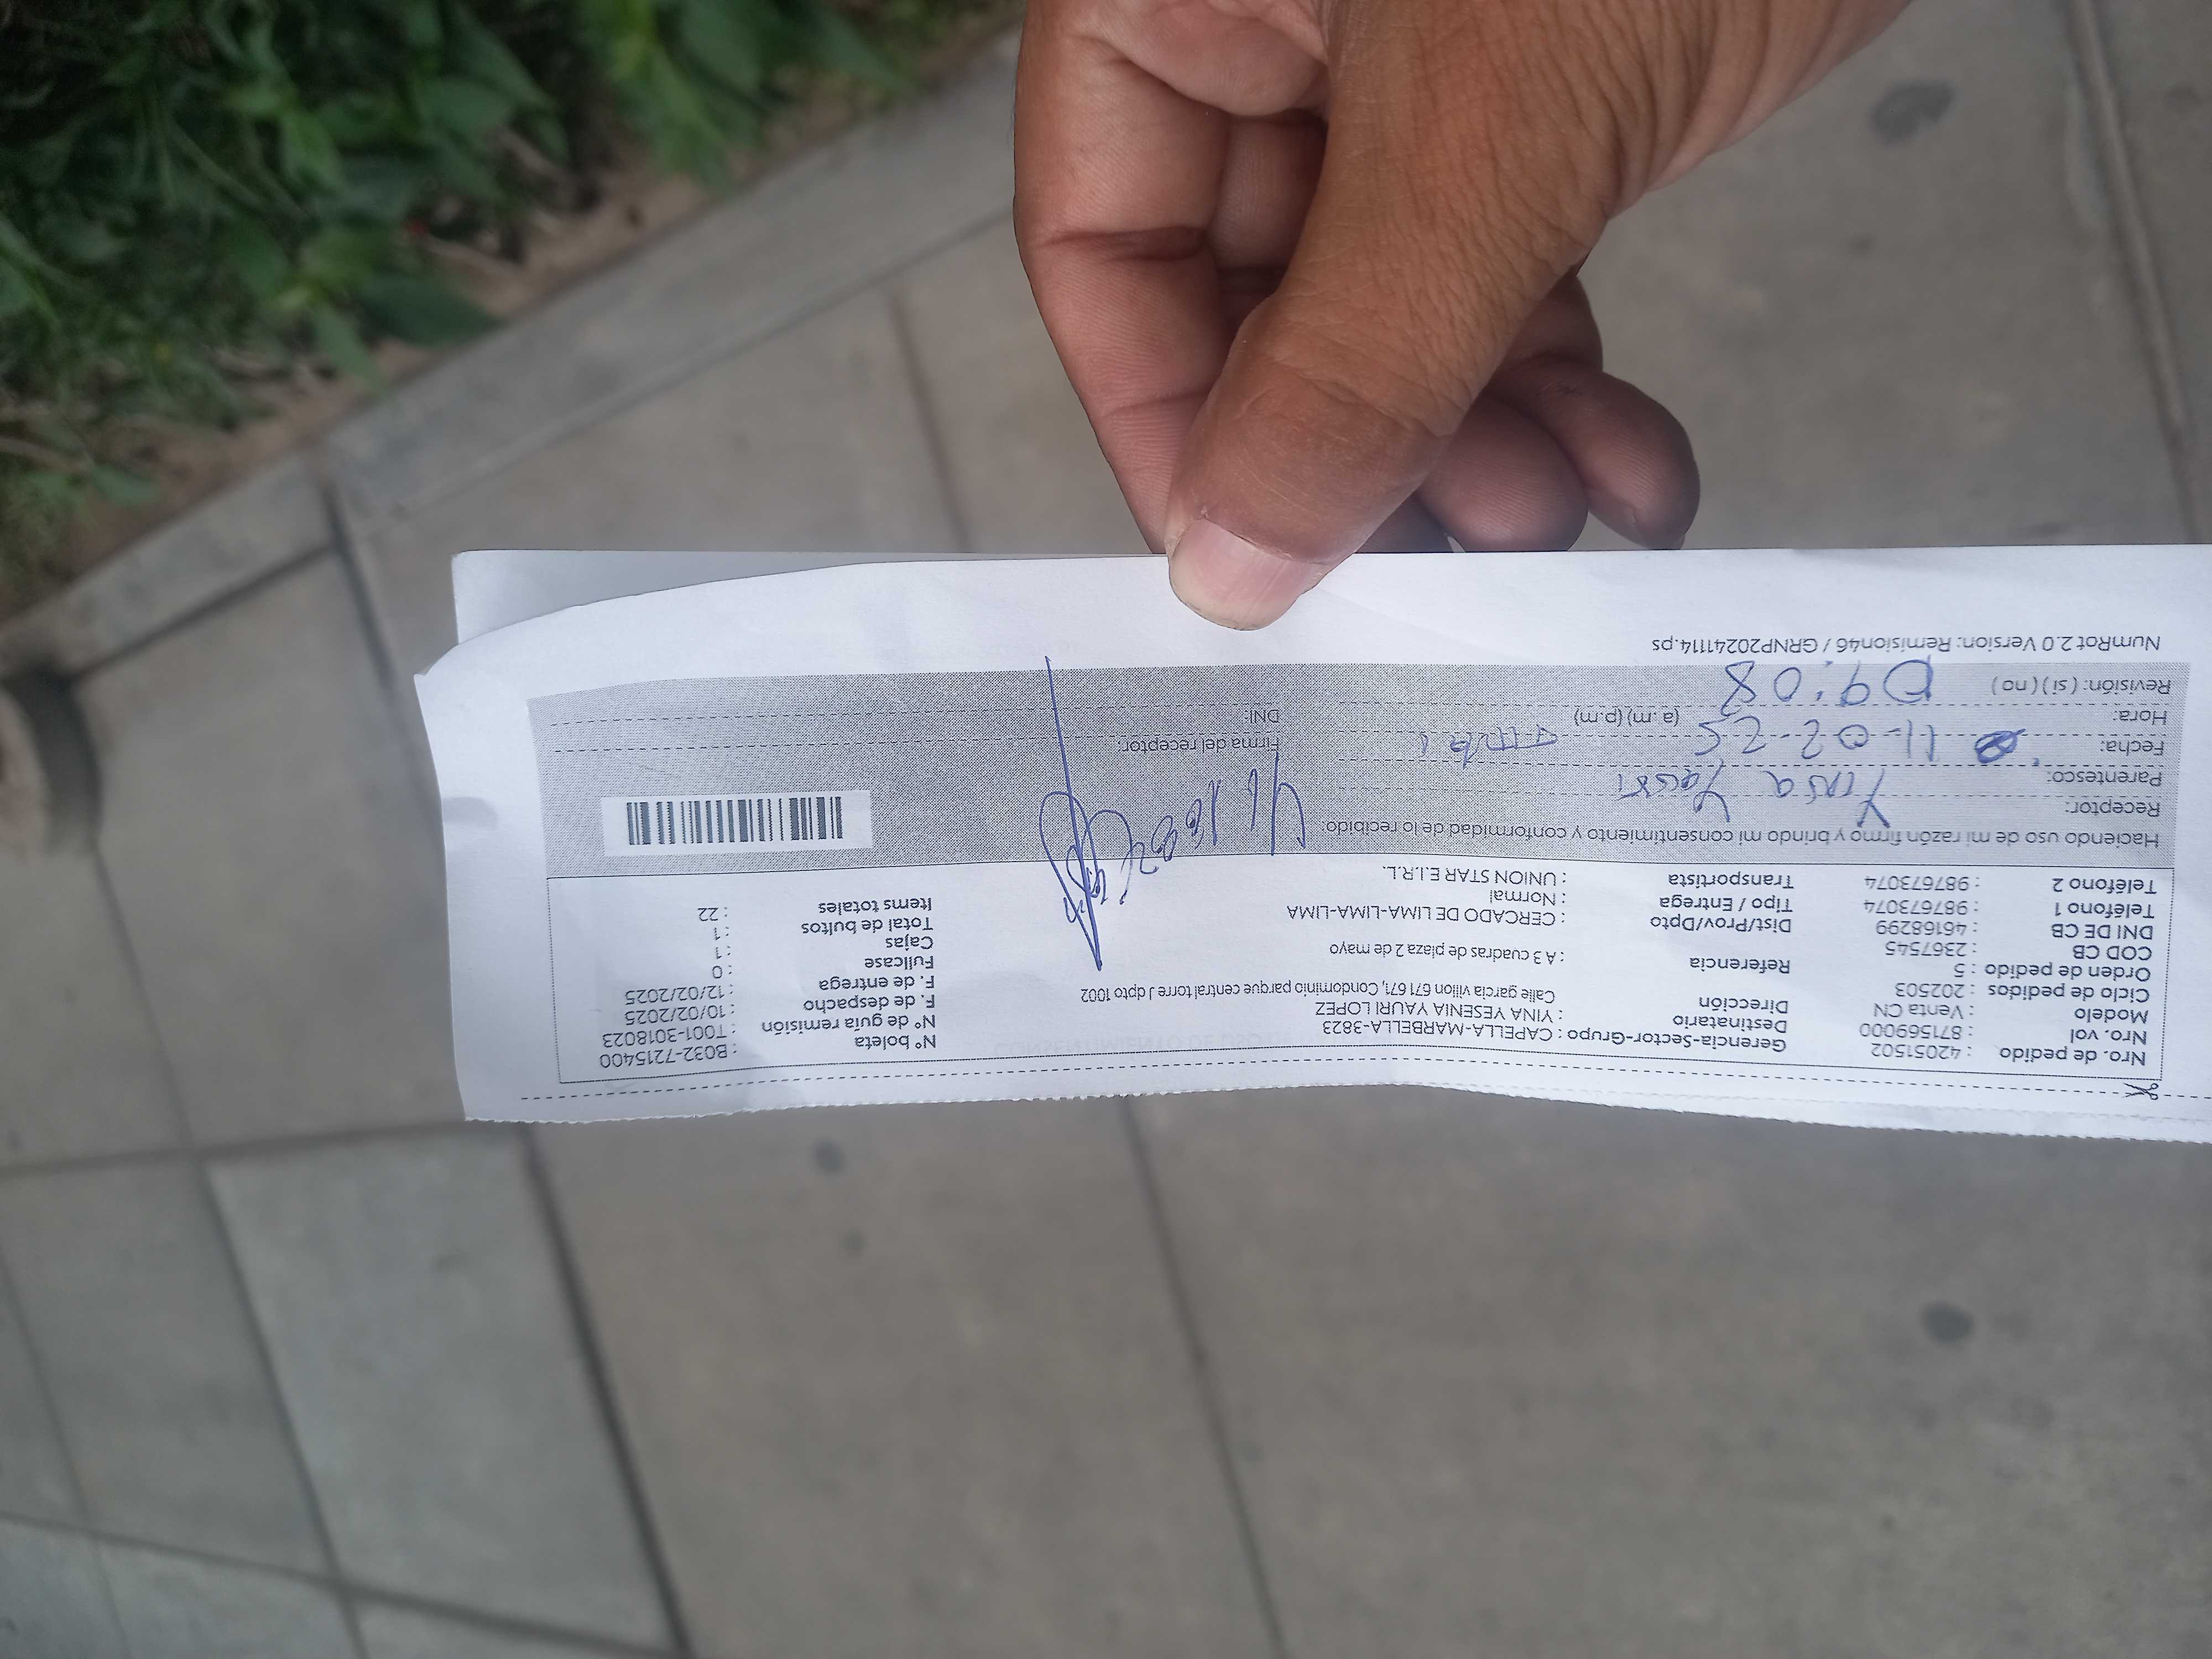 Nro. de pedido : 42051502
Nro. vol : 871569000
Modelo : Venta CN
Ciclo de pedidos : 202503
Orden de pedido : 5
COD CB : 2367545
DNI DE CB : 46168299
Teléfono 1 : 987673074
Teléfono 2 : 987673074
Gerencia-Sector-Grupo : CAPELLA-MARBELLA-3823
Destinatario : YINA YESENIA YAURI LOPEZ
Dirección Calle garcia villon 671 671, Condominio parque central torre J dpto 1002
Referencia : A 3 cuadras de plaza 2 de mayo
Dist/Prov/Dpto : CERCADO DE LIMA-LIMA-LIMA
Tipo / Entrega : Normal
Transportista : UNION STAR E.I.R.L.
N° boleta : B032-7215400
N° de guía remisión : T001-3018023
F. de despacho : 10/02/2025
F. de entrega : 12/02/2025
Fullcase : 0
Cajas : 1
Total de bultos : 1
Items totales : 22
Haciendo uso de mi razón firmo y brindo mi consentimiento y conformidad de lo recibido:
Receptor:
Parentesco: Yina Yauri
Fecha: 11-02-25
Hora: (a.m) (p.m)
Revisión: ( si ) ( no ) 09:08
Firma del receptor:
DNI:
NumRot 2.0 Version: Remision46 / GRNP20241114.ps